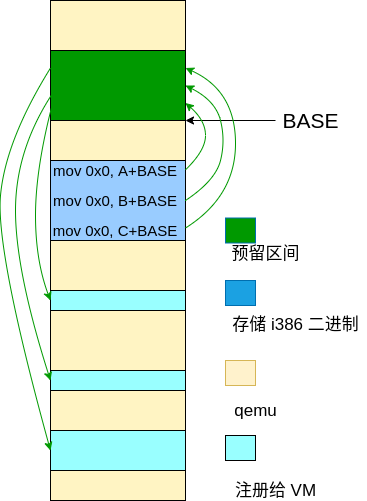 BASE
mov 0x0, A+BASE
mov 0x0, B+BASE
mov 0x0, C+BASE
预留区间
存储 i386 二进制
qemu
注册给 VM